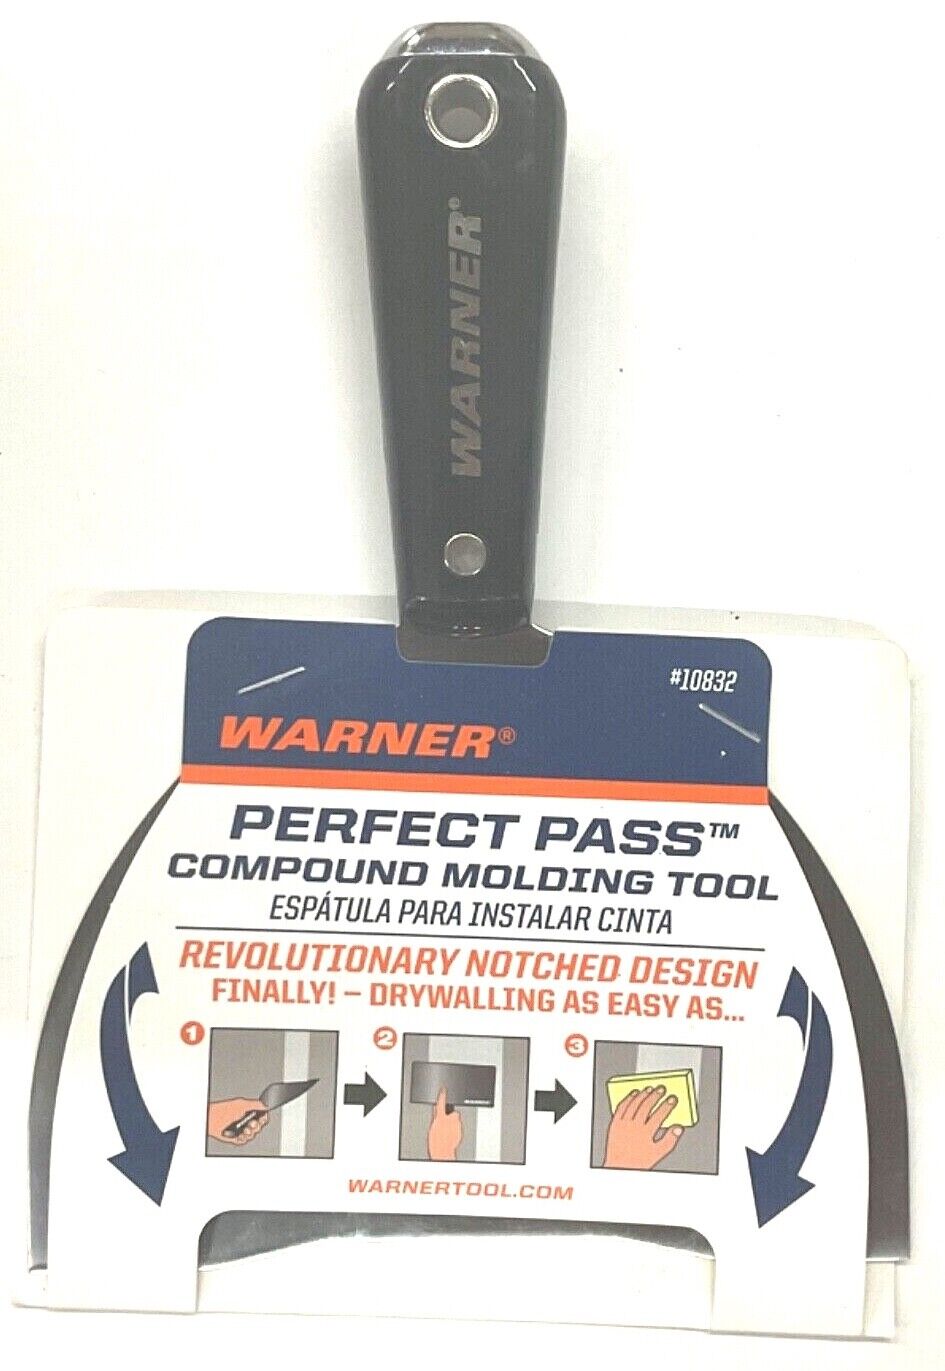 WARNER®
#10832
WARNER®
PERFECT PASS™
COMPOUND MOLDING TOOL
ESPÁTULA PARA INSTALAR CINTA
REVOLUTIONARY NOTCHED DESIGN
FINALLY! – DRYWALLING AS EASY AS...
1 2 3
WARNERTOOL.COM